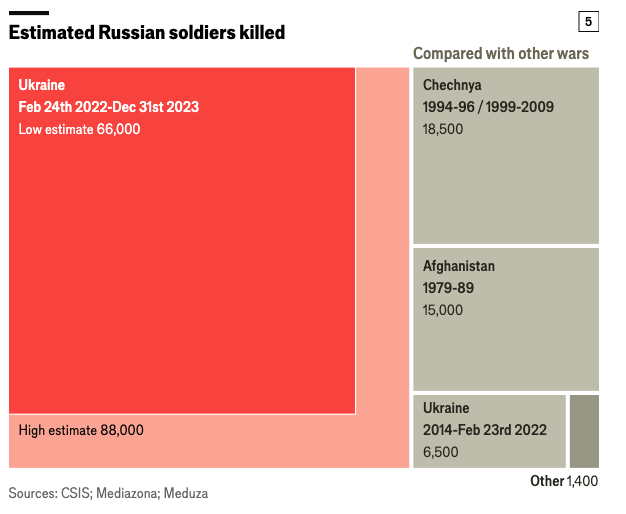 Estimated Russian soldiers killed
5
Compared with other wars
Ukraine
Feb 24th 2022-Dec 31st 2023
Low estimate 66,000
High estimate 88,000
Chechnya
1994-96 / 1999-2009
18,500
Afghanistan
1979-89
15,000
Ukraine
2014-Feb 23rd 2022
6,500
Other 1,400
Sources: CSIS; Mediazona; Meduza